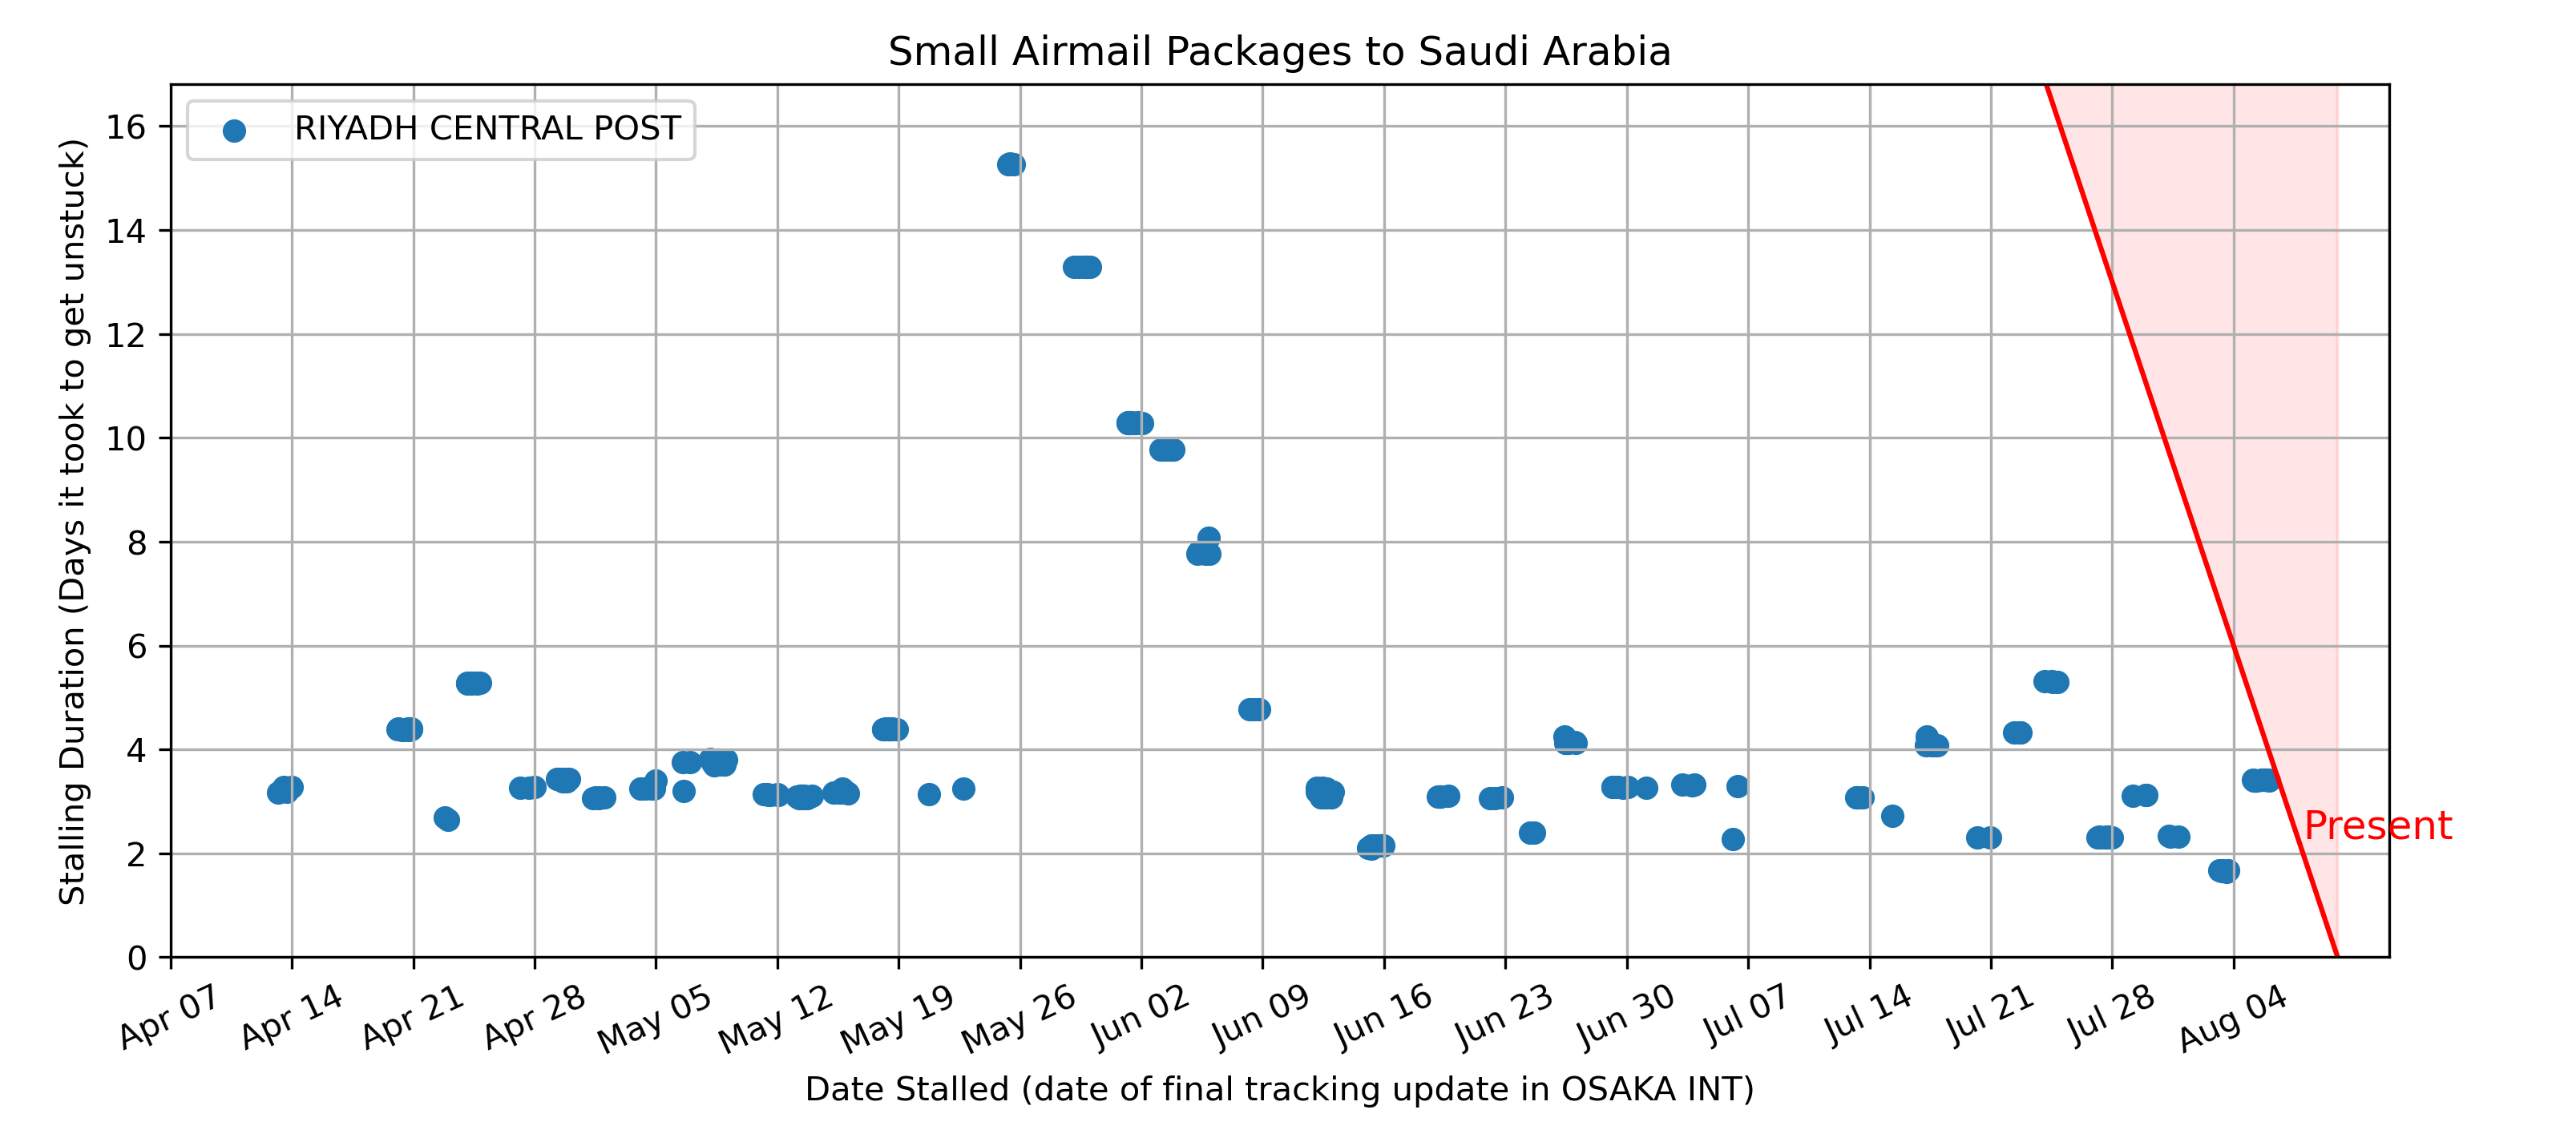 Small Airmail Packages to Saudi Arabia
RIYADH CENTRAL POST
Stalling Duration (Days it took to get unstuck)
16
14
12
10
8
6
4
2
0
Present
Apr 07
Apr 14
Apr 21
Apr 28
May 05
May 12
May 19
May 26
Jun 02
Jun 09
Jun 16
Jun 23
Jun 30
Jul 07
Jul 14
Jul 21
Jul 28
Aug 04
Date Stalled (date of final tracking update in OSAKA INT)